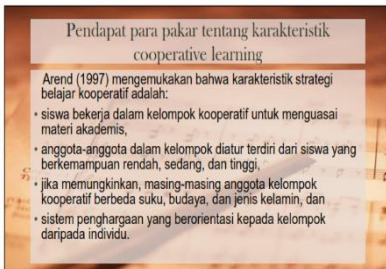 Pendapat para pakar tentang karakteristik
cooperative learning
Arend (1997) mengemukakan bahwa karakteristik strategi
belajar kooperatif adalah:
• siswa bekerja dalam kelompok kooperatif untuk menguasai
materi akademis,
• anggota-anggota dalam kelompok diatur terdiri dari siswa yang
berkemampuan rendah, sedang, dan tinggi,
• jika memungkinkan, masing-masing anggota kelompok
kooperatif berbeda suku, budaya, dan jenis kelamin, dan
• sistem penghargaan yang berorientasi kepada kelompok
daripada individu.